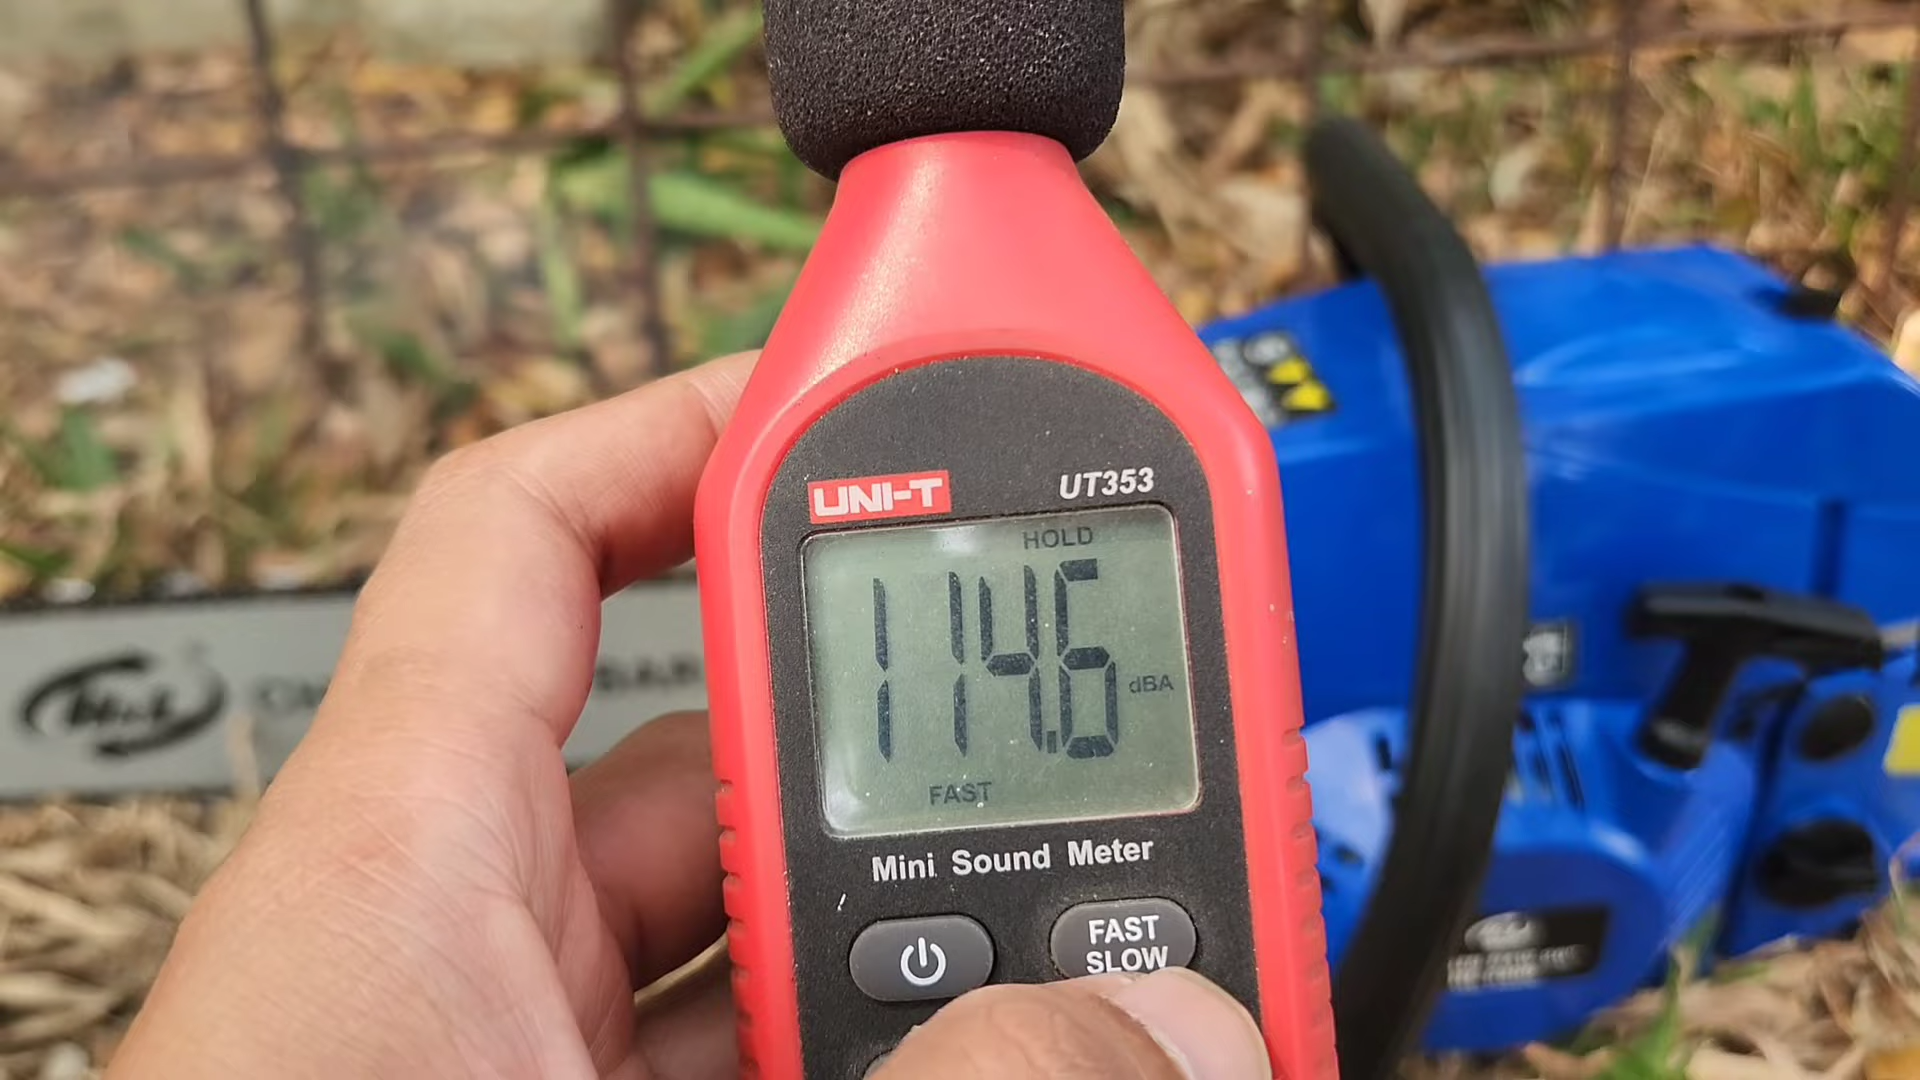 UNI-T
UT353
HOLD
114.6
dBA
FAST
Mini Sound Meter
FAST
SLOW